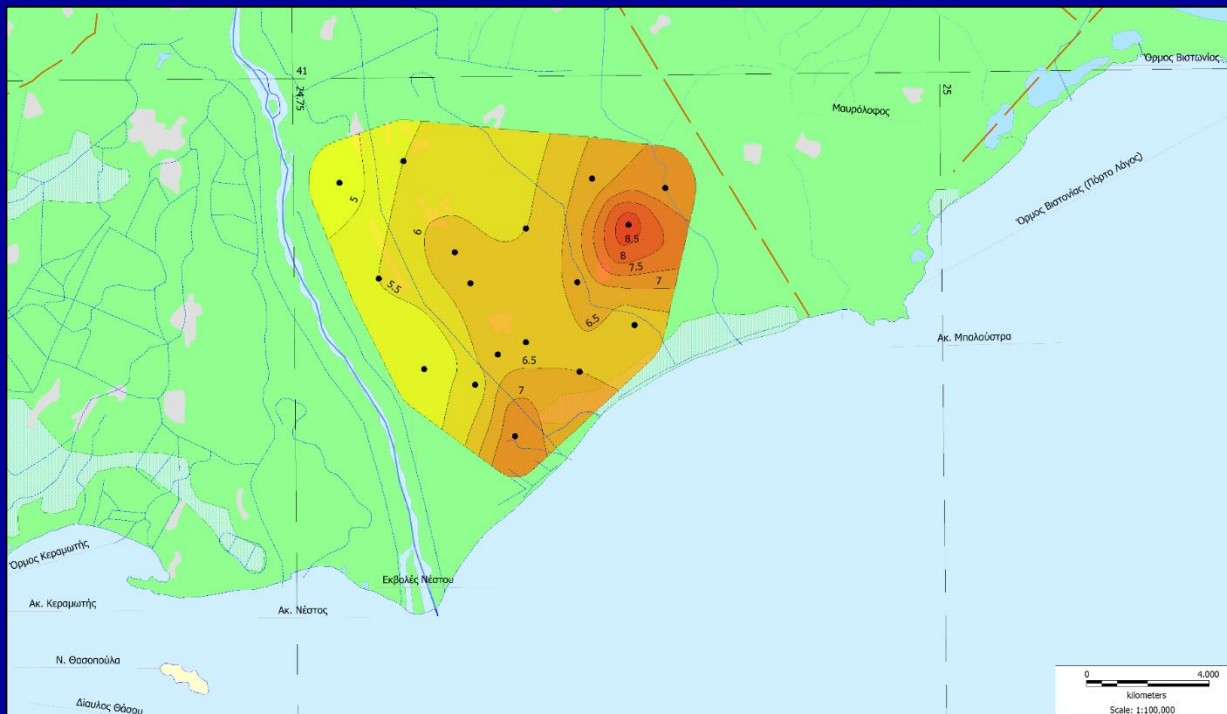 41
24.75
25
Όρμος Βιστωνίας
Μαυρόλοφος
Όρμος Βιστονίας (Πόρτο Λάγος)
5
6
8.5
8
7.5
7
5.5
6.5
Ακ. Μπαλούστρα
6.5
7
Όρμος Κεραμωτής
Εκβολές Νέστου
Ακ. Κεραμωτής
Ακ. Νέστος
Ν. Θασοπούλα
Δίαυλος Θάσου
0 4.000
kilometers
Scale: 1:100,000